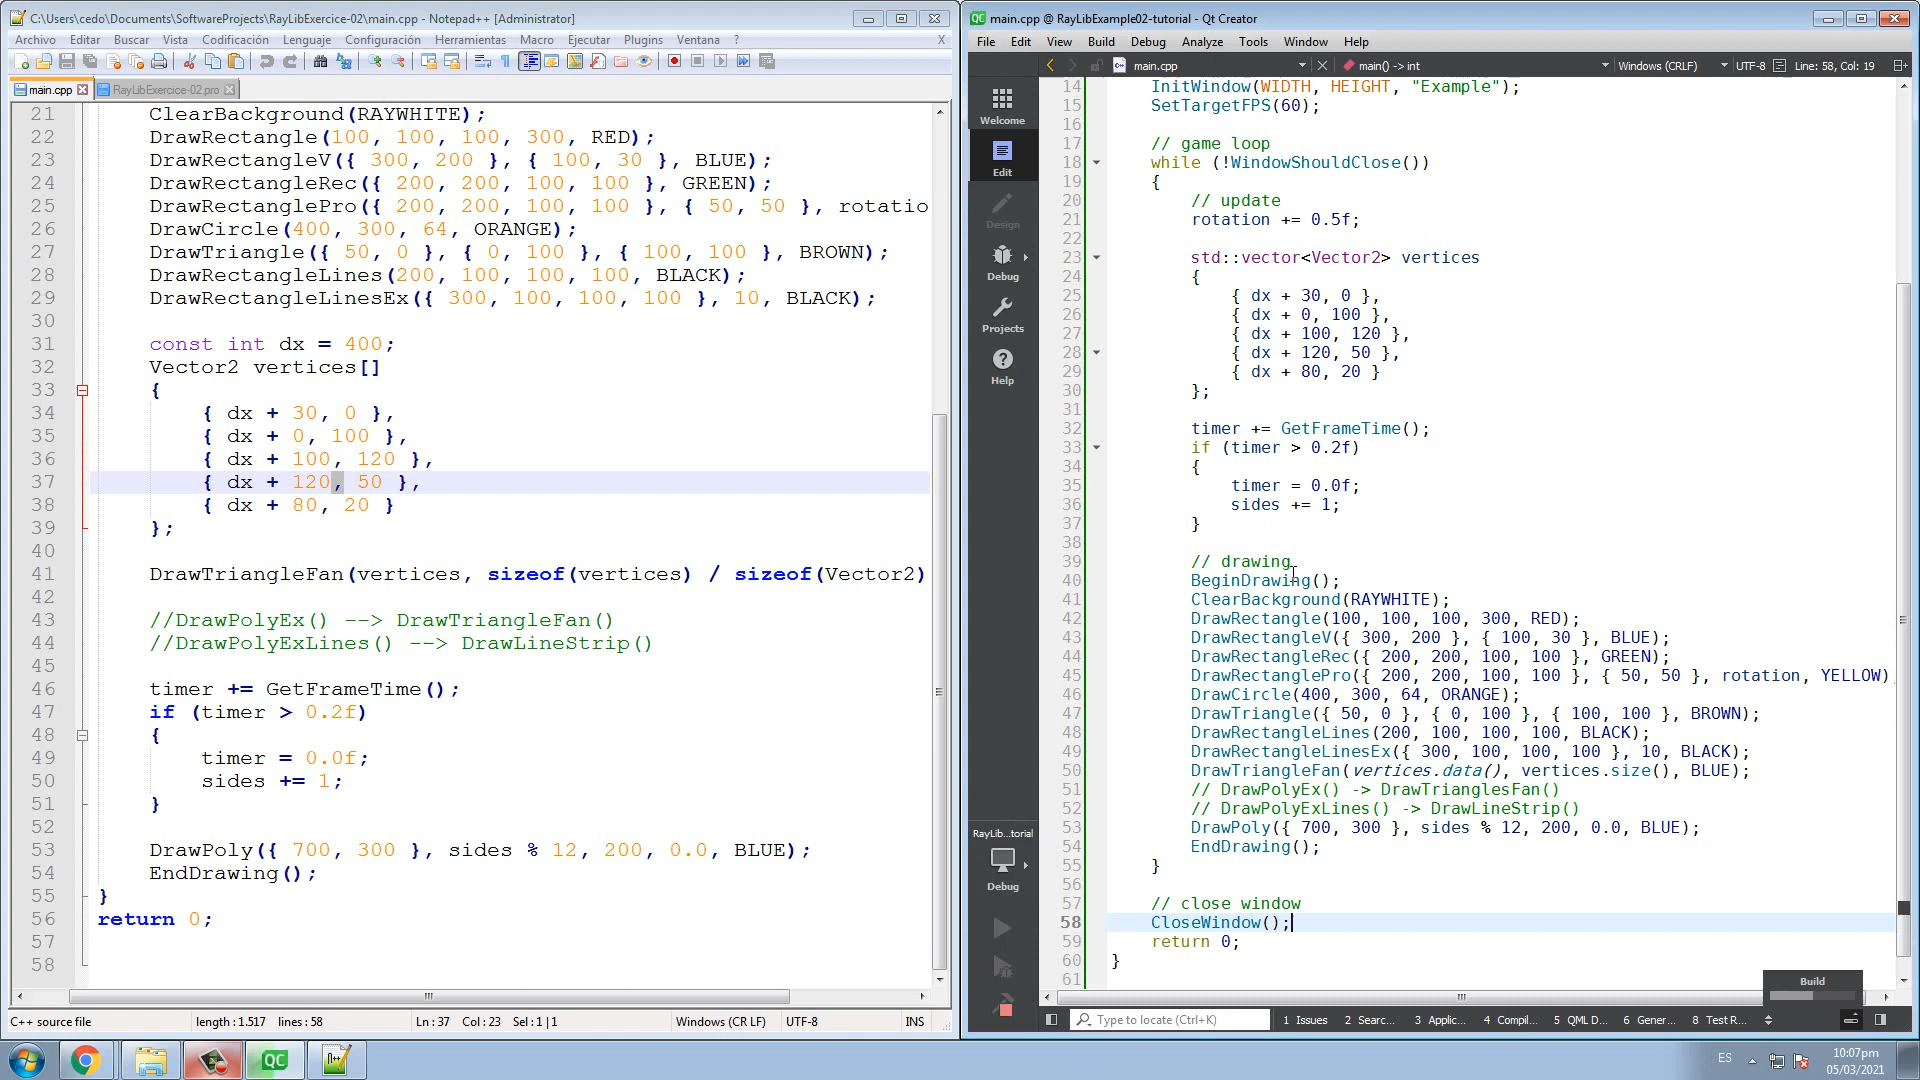 C:\Users\cedo\Documents\SoftwareProjects\RayLibExercice-02\main.cpp - Notepad++ [Administrator]
Archivo Editar Buscar Vista Codificación Lenguaje Configuración Herramientas Macro Ejecutar Plugins Ventana ? X
main.cpp RayLibExercice-02.pro
21 ClearBackground(RAYWHITE);
22 DrawRectangle(100, 100, 100, 300, RED);
23 DrawRectangleV({ 300, 200 }, { 100, 30 }, BLUE);
24 DrawRectangleRec({ 200, 200, 100, 100 }, GREEN);
25 DrawRectanglePro({ 200, 200, 100, 100 }, { 50, 50 }, rotatio
26 DrawCircle(400, 300, 64, ORANGE);
27 DrawTriangle({ 50, 0 }, { 0, 100 }, { 100, 100 }, BROWN);
28 DrawRectangleLines(200, 100, 100, 100, BLACK);
29 DrawRectangleLinesEx({ 300, 100, 100, 100 }, 10, BLACK);
30
31 const int dx = 400;
32 Vector2 vertices[]
33 {
34 { dx + 30, 0 },
35 { dx + 0, 100 },
36 { dx + 100, 120 },
37 { dx + 120, 50 },
38 { dx + 80, 20 }
39 };
40
41 DrawTriangleFan(vertices, sizeof(vertices) / sizeof(Vector2)
42
43 //DrawPolyEx() --> DrawTriangleFan()
44 //DrawPolyExLines() --> DrawLineStrip()
45
46 timer += GetFrameTime();
47 if (timer > 0.2f)
48 {
49 timer = 0.0f;
50 sides += 1;
51 }
52
53 DrawPoly({ 700, 300 }, sides % 12, 200, 0.0, BLUE);
54 EndDrawing();
55 }
56 return 0;
57
58
C++ source file length : 1.517 lines : 58 Ln : 37 Col : 23 Sel : 1 | 1 Windows (CR LF) UTF-8 INS
main.cpp @ RayLibExample02-tutorial - Qt Creator
File Edit View Build Debug Analyze Tools Window Help
main.cpp main() -> int Windows (CRLF) UTF-8 Line: 58, Col: 19
Welcome
Edit
Design
Debug
Projects
Help
RayLib...torial
Debug
14 InitWindow(WIDTH, HEIGHT, "Example");
15 SetTargetFPS(60);
16
17 // game loop
18 while (!WindowShouldClose())
19 {
20 // update
21 rotation += 0.5f;
22
23 std::vector<Vector2> vertices
24 {
25 { dx + 30, 0 },
26 { dx + 0, 100 },
27 { dx + 100, 120 },
28 { dx + 120, 50 },
29 { dx + 80, 20 }
30 };
31
32 timer += GetFrameTime();
33 if (timer > 0.2f)
34 {
35 timer = 0.0f;
36 sides += 1;
37 }
38
39 // drawing
40 BeginDrawing();
41 ClearBackground(RAYWHITE);
42 DrawRectangle(100, 100, 100, 300, RED);
43 DrawRectangleV({ 300, 200 }, { 100, 30 }, BLUE);
44 DrawRectangleRec({ 200, 200, 100, 100 }, GREEN);
45 DrawRectanglePro({ 200, 200, 100, 100 }, { 50, 50 }, rotation, YELLOW)
46 DrawCircle(400, 300, 64, ORANGE);
47 DrawTriangle({ 50, 0 }, { 0, 100 }, { 100, 100 }, BROWN);
48 DrawRectangleLines(200, 100, 100, 100, BLACK);
49 DrawRectangleLinesEx({ 300, 100, 100, 100 }, 10, BLACK);
50 DrawTriangleFan(vertices.data(), vertices.size(), BLUE);
51 // DrawPolyEx() -> DrawTrianglesFan()
52 // DrawPolyExLines() -> DrawLineStrip()
53 DrawPoly({ 700, 300 }, sides % 12, 200, 0.0, BLUE);
54 EndDrawing();
55 }
56
57 // close window
58 CloseWindow();
59 return 0;
60 }
61
Build
Type to locate (Ctrl+K) 1 Issues 2 Searc... 3 Applic... 4 Compil... 5 QML D... 6 Gener... 8 Test R...
ES 10:07pm
05/03/2021